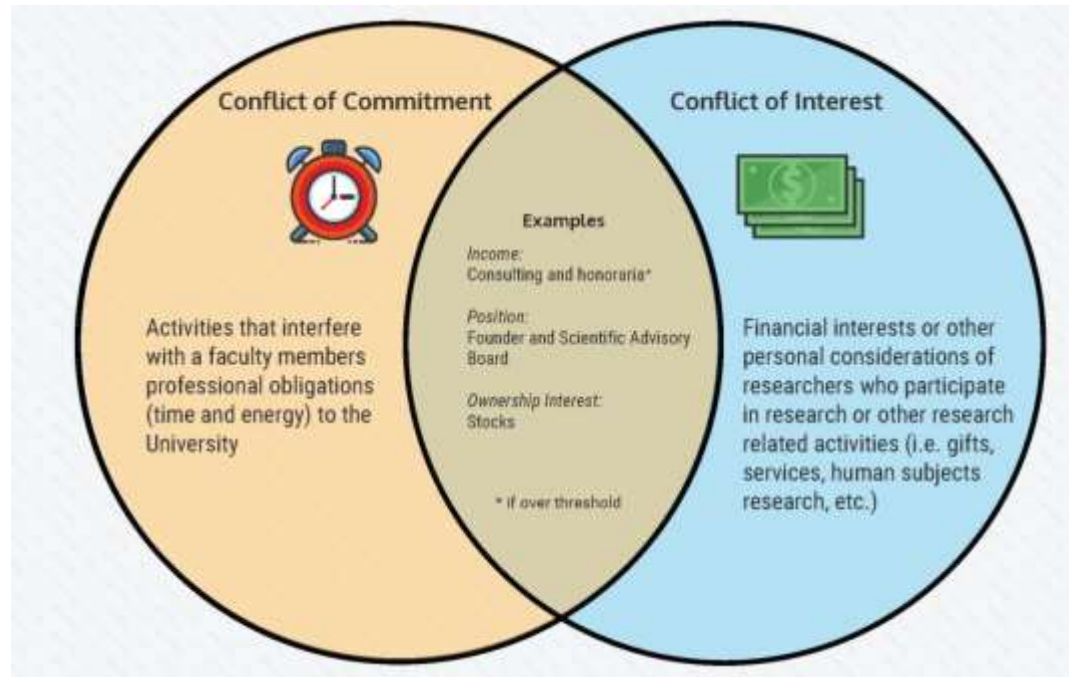 Conflict of Commitment
Activities that interfere
with a faculty members
professional obligations
(time and energy) to the
University
Examples
Income:
Consulting and honoraria*
Position:
Founder and Scientific Advisory
Board
Ownership Interest:
Stocks
* if over threshold
Conflict of Interest
$
Financial interests or other
personal considerations of
researchers who participate
in research or other research
related activities (i.e. gifts,
services, human subjects
research, etc.)